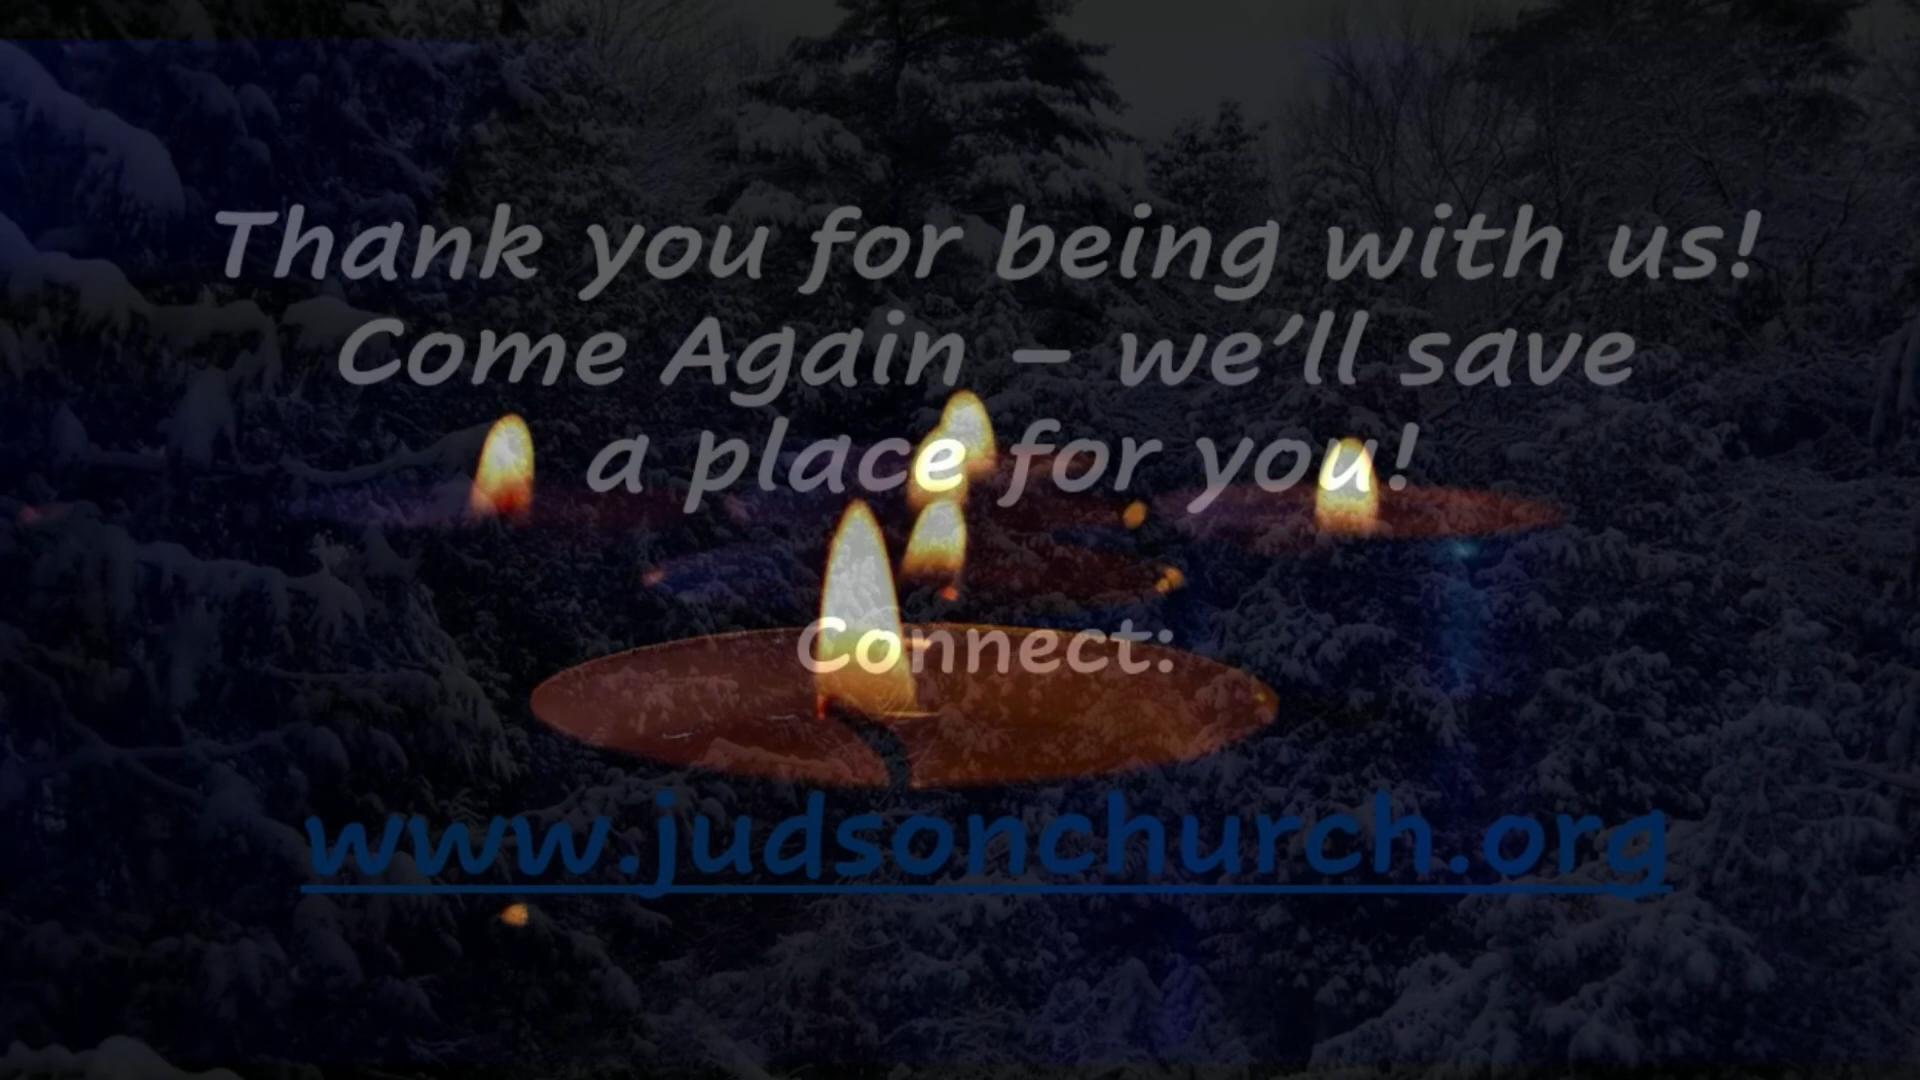 Thank you for being with us!
Come Again – we’ll save
a place for you!
Connect:
www.judsonchurch.org